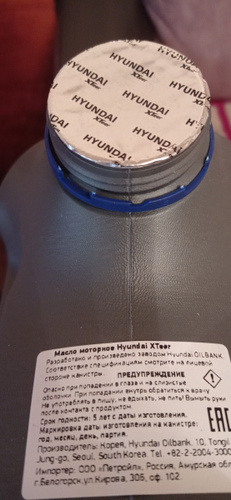 HYUNDAI
XTeer
HYUNDAI
XTeer
HYUNDAI
XTeer
HYUNDAI
XTeer
HYUNDAI
XTeer
HYUNDAI
XTeer
HYUNDAI
XTeer
Масло моторное Hyundai XTeer
Разработано и произведено заводом Hyundai OILBANK.
Соответствие спецификациям смотрите на лицевой
стороне канистры. ПРЕДУПРЕЖДЕНИЕ
Опасно при попадании в глаза и на слизистые
оболочки. При попадании внутрь обратиться к врачу
Не употреблять в пищу, не вдыхать, не пить! Вымыть руки
после контакта с продуктом
Срок годности: 5 лет с даты изготовления.
EAC
Маркировка даты изготовления на канистре:
год, месяц, день, партия.
Производитель: Корея, Hyundai Oilbank, 10, Tongil
Jung-go, Seoul, South Korea. Tel. +82-2-2004-3000
Импортер: ООО «Петройл», Россия, Амурская обл
г.Белогорск, ул.Кирова, 306, оф. 102.